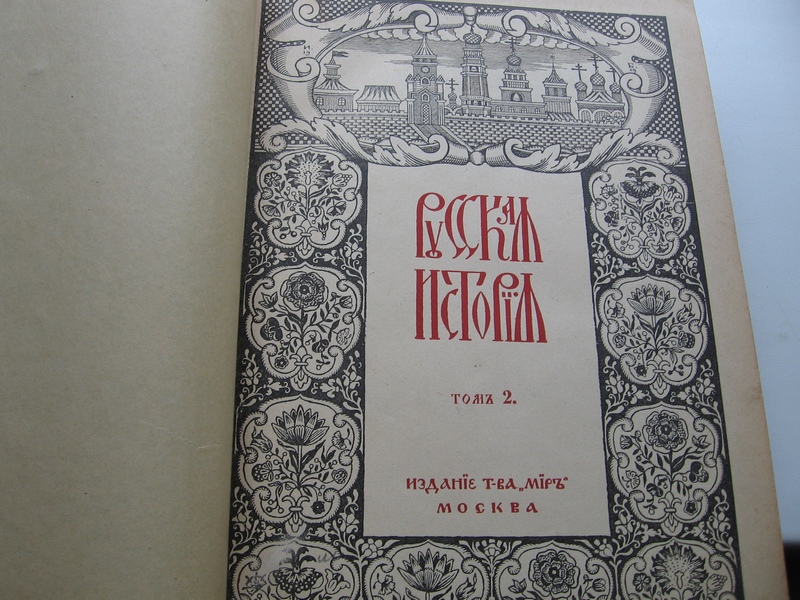 Русская
Исторія
Томъ 2.
Изданіе Т-ва „Міръ"
Москва